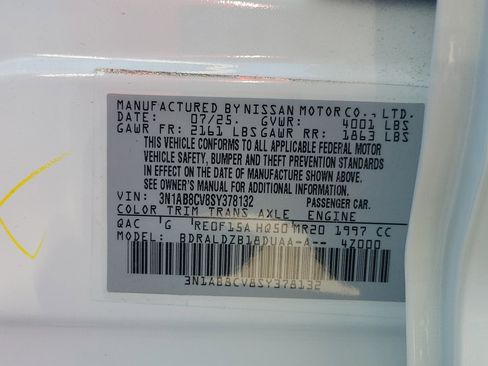 MANUFACTURED BY NISSAN MOTOR CO., LTD.
DATE: 07/25 GVWR: 4001 LBS
GAWR FR: 2161 LBS GAWR RR: 1863 LBS
THIS VEHICLE CONFORMS TO ALL APPLICABLE FEDERAL MOTOR
VEHICLE SAFETY, BUMPER AND THEFT PREVENTION STANDARDS
IN EFFECT ON THE DATE OF MANUFACTURE SHOWN ABOVE.
SEE OWNER'S MANUAL FOR ADDITIONAL INFORMATION.
VIN: 3N1AB8CV8SY378132 PASSENGER CAR.
COLOR TRIM TRANS AXLE ENGINE
QAC G RE0F15A HQ50 MR20 1997 CC
MODEL: BDRALDZB18DUAA-A-- 47000
3N1AB8CV8SY378132